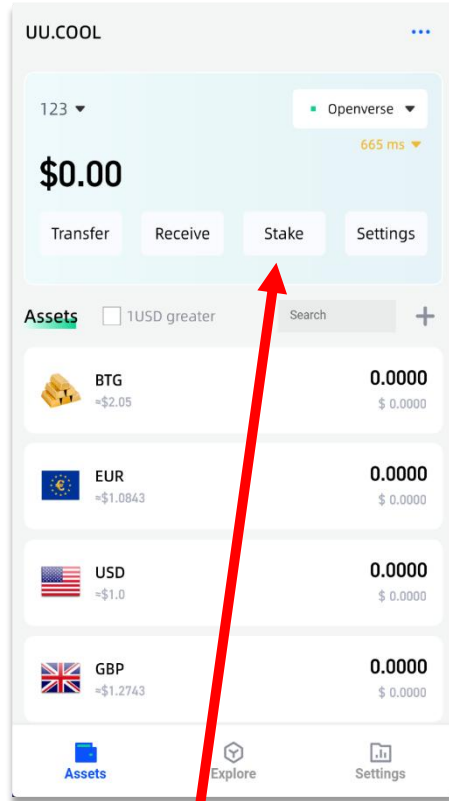 UU.COOL
123
Openverse
665 ms
$0.00
Transfer Receive Stake Settings
Assets 1USD greater Search
BTG 0.0000
≈$2.05 $ 0.0000
EUR 0.0000
≈$1.0843 $ 0.0000
USD 0.0000
≈$1.0 $ 0.0000
GBP 0.0000
≈$1.2743 $ 0.0000
Assets Explore Settings